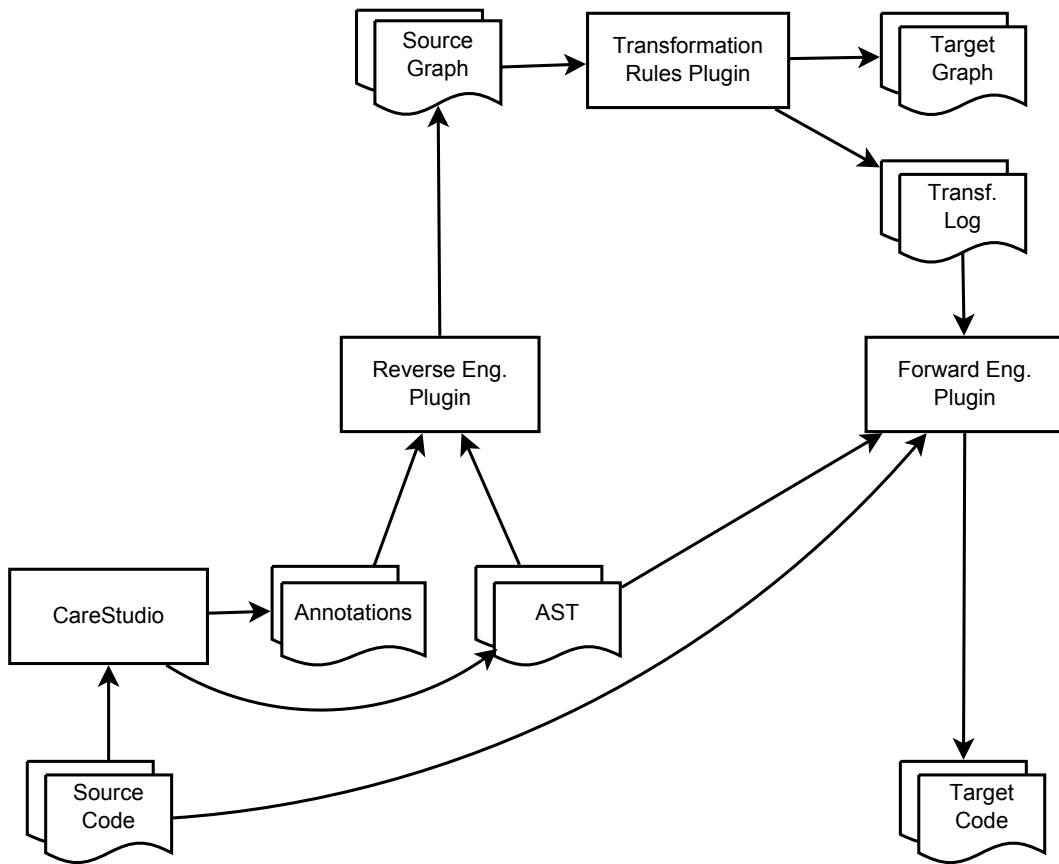 Source
Graph
Transformation
Rules Plugin
Target
Graph
Transf.
Log
Reverse Eng.
Plugin
Forward Eng.
Plugin
CareStudio
Annotations
AST
Source
Code
Target
Code